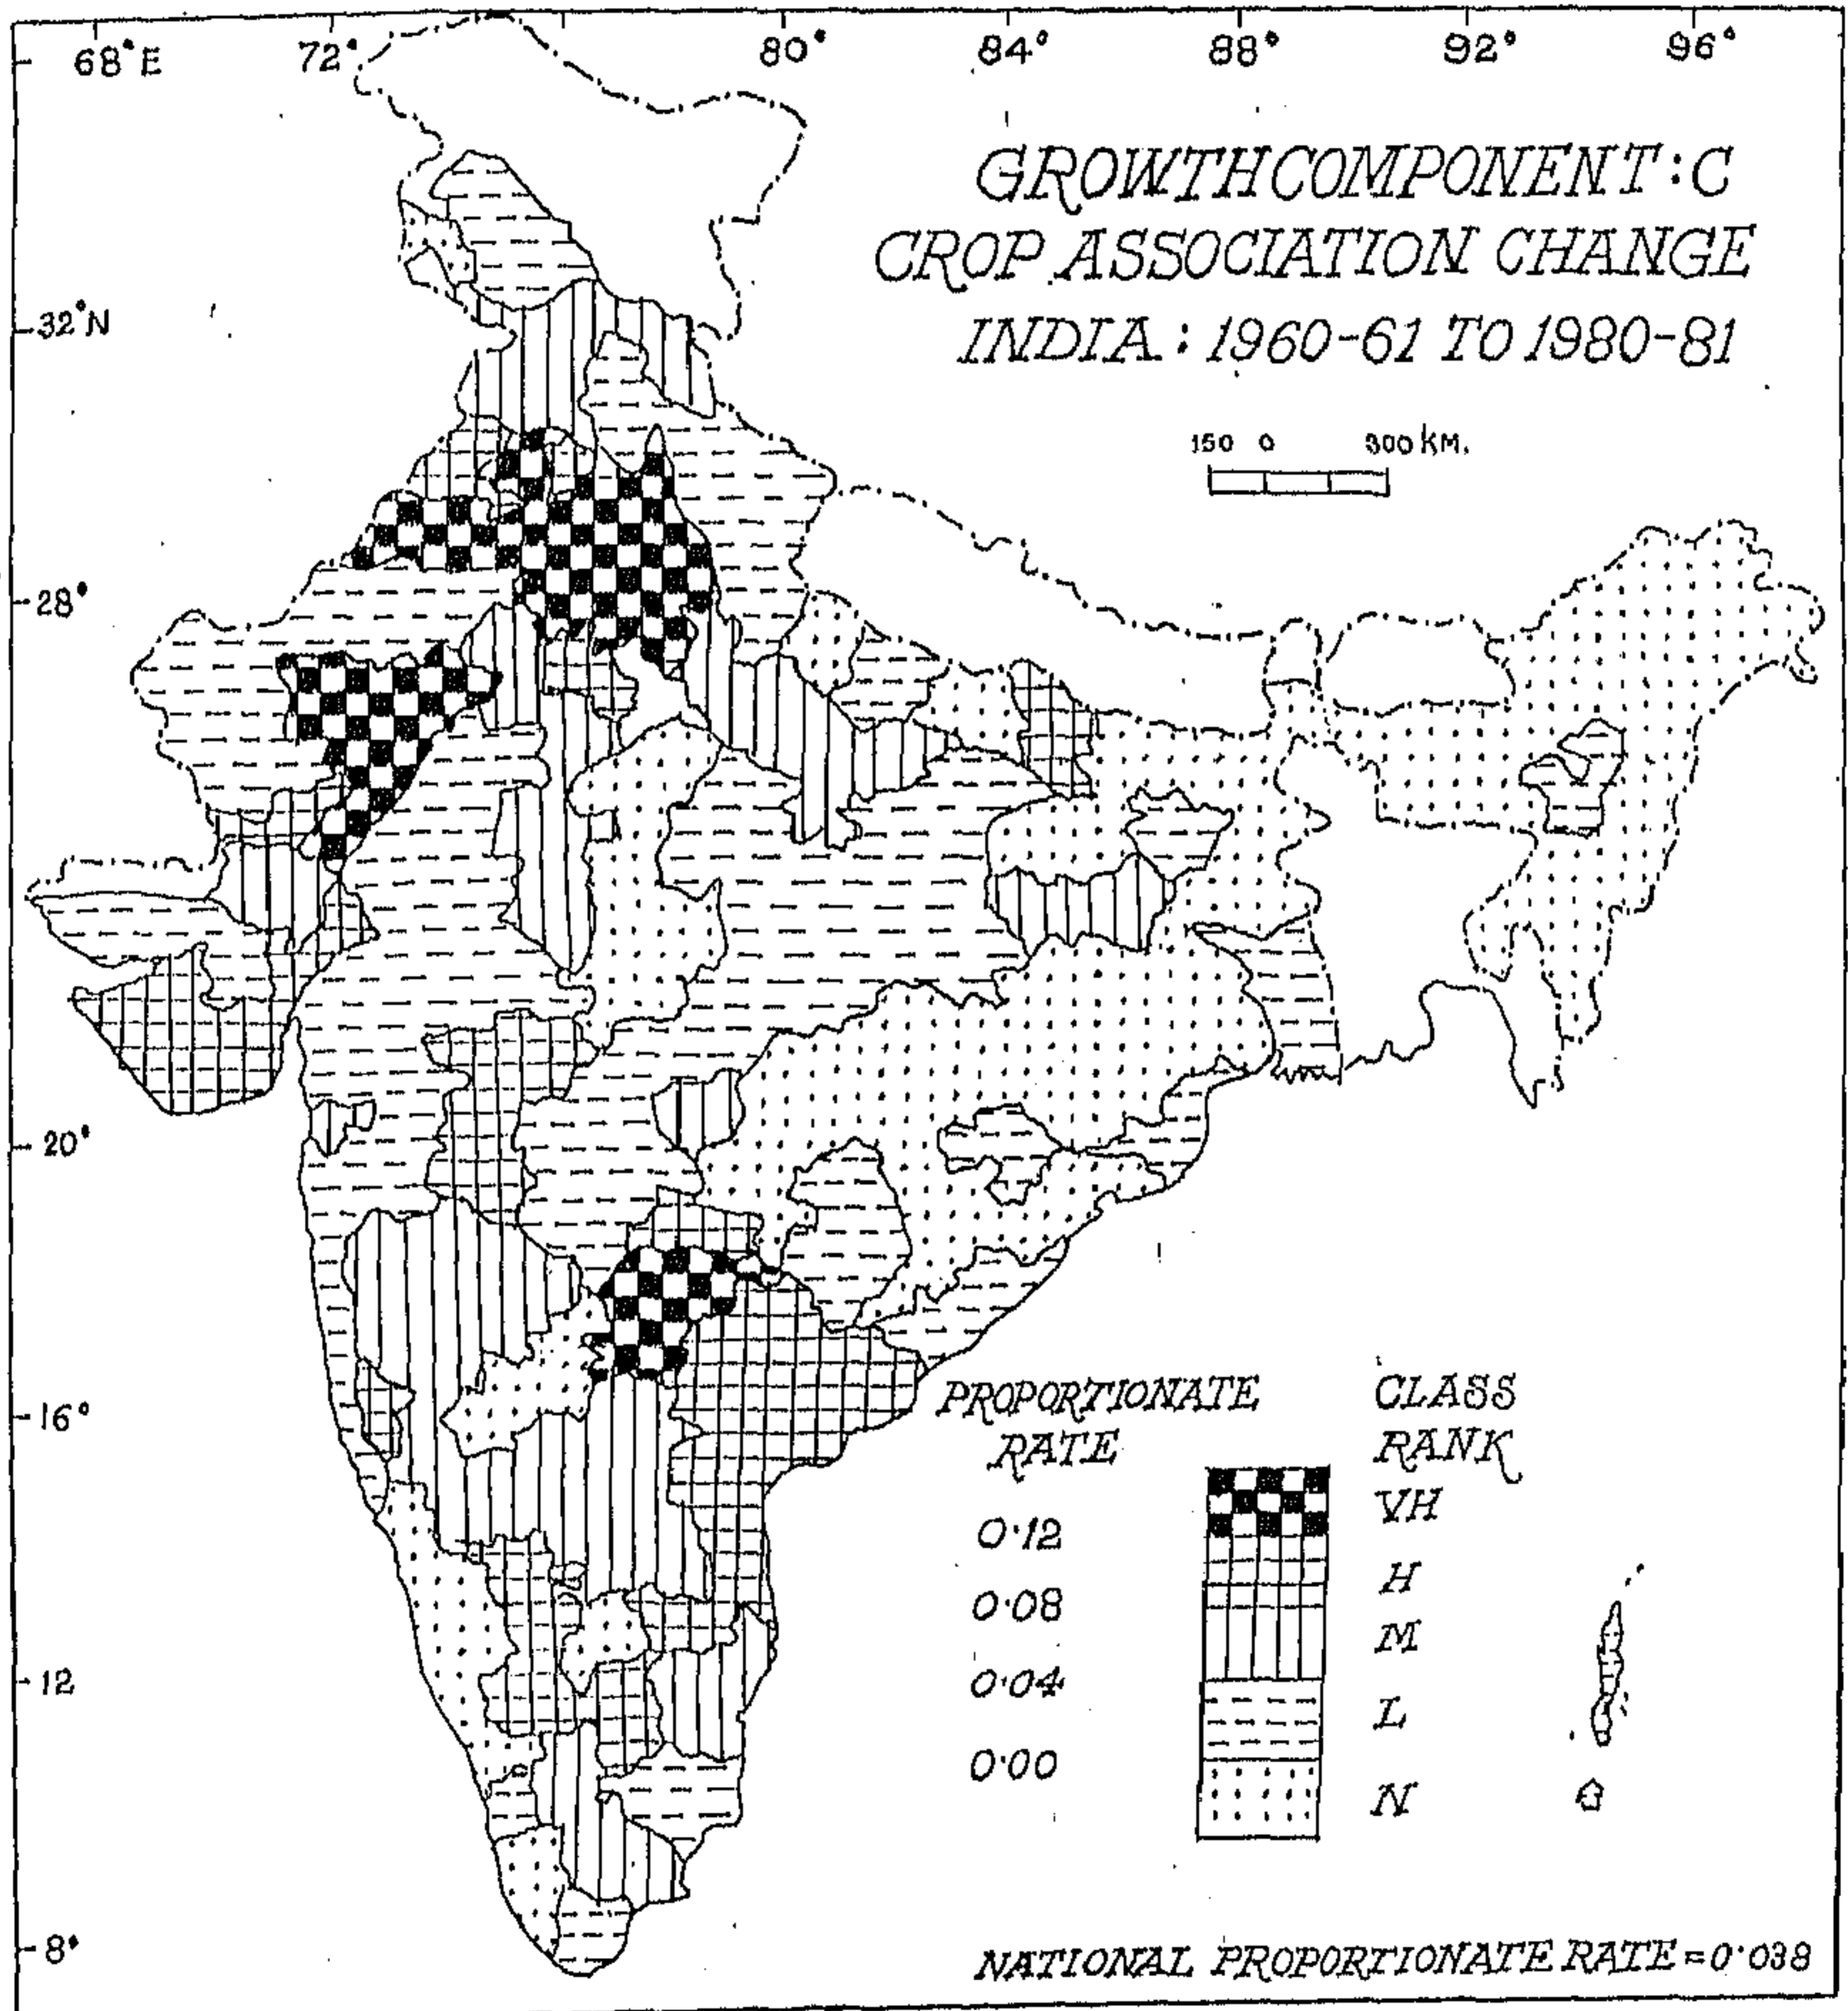 68°E 72° 80° 84° 88° 92° 96°
GROWTH COMPONENT : C
CROP ASSOCIATION CHANGE
INDIA : 1960-61 TO 1980-81
32°N
150 0 300 KM.
28°
20°
16°
12
8°
PROPORTIONATE RATE
CLASS RANK
VH
0·12
H
0·08
M
0·04
L
0·00
N
NATIONAL PROPORTIONATE RATE = 0·038